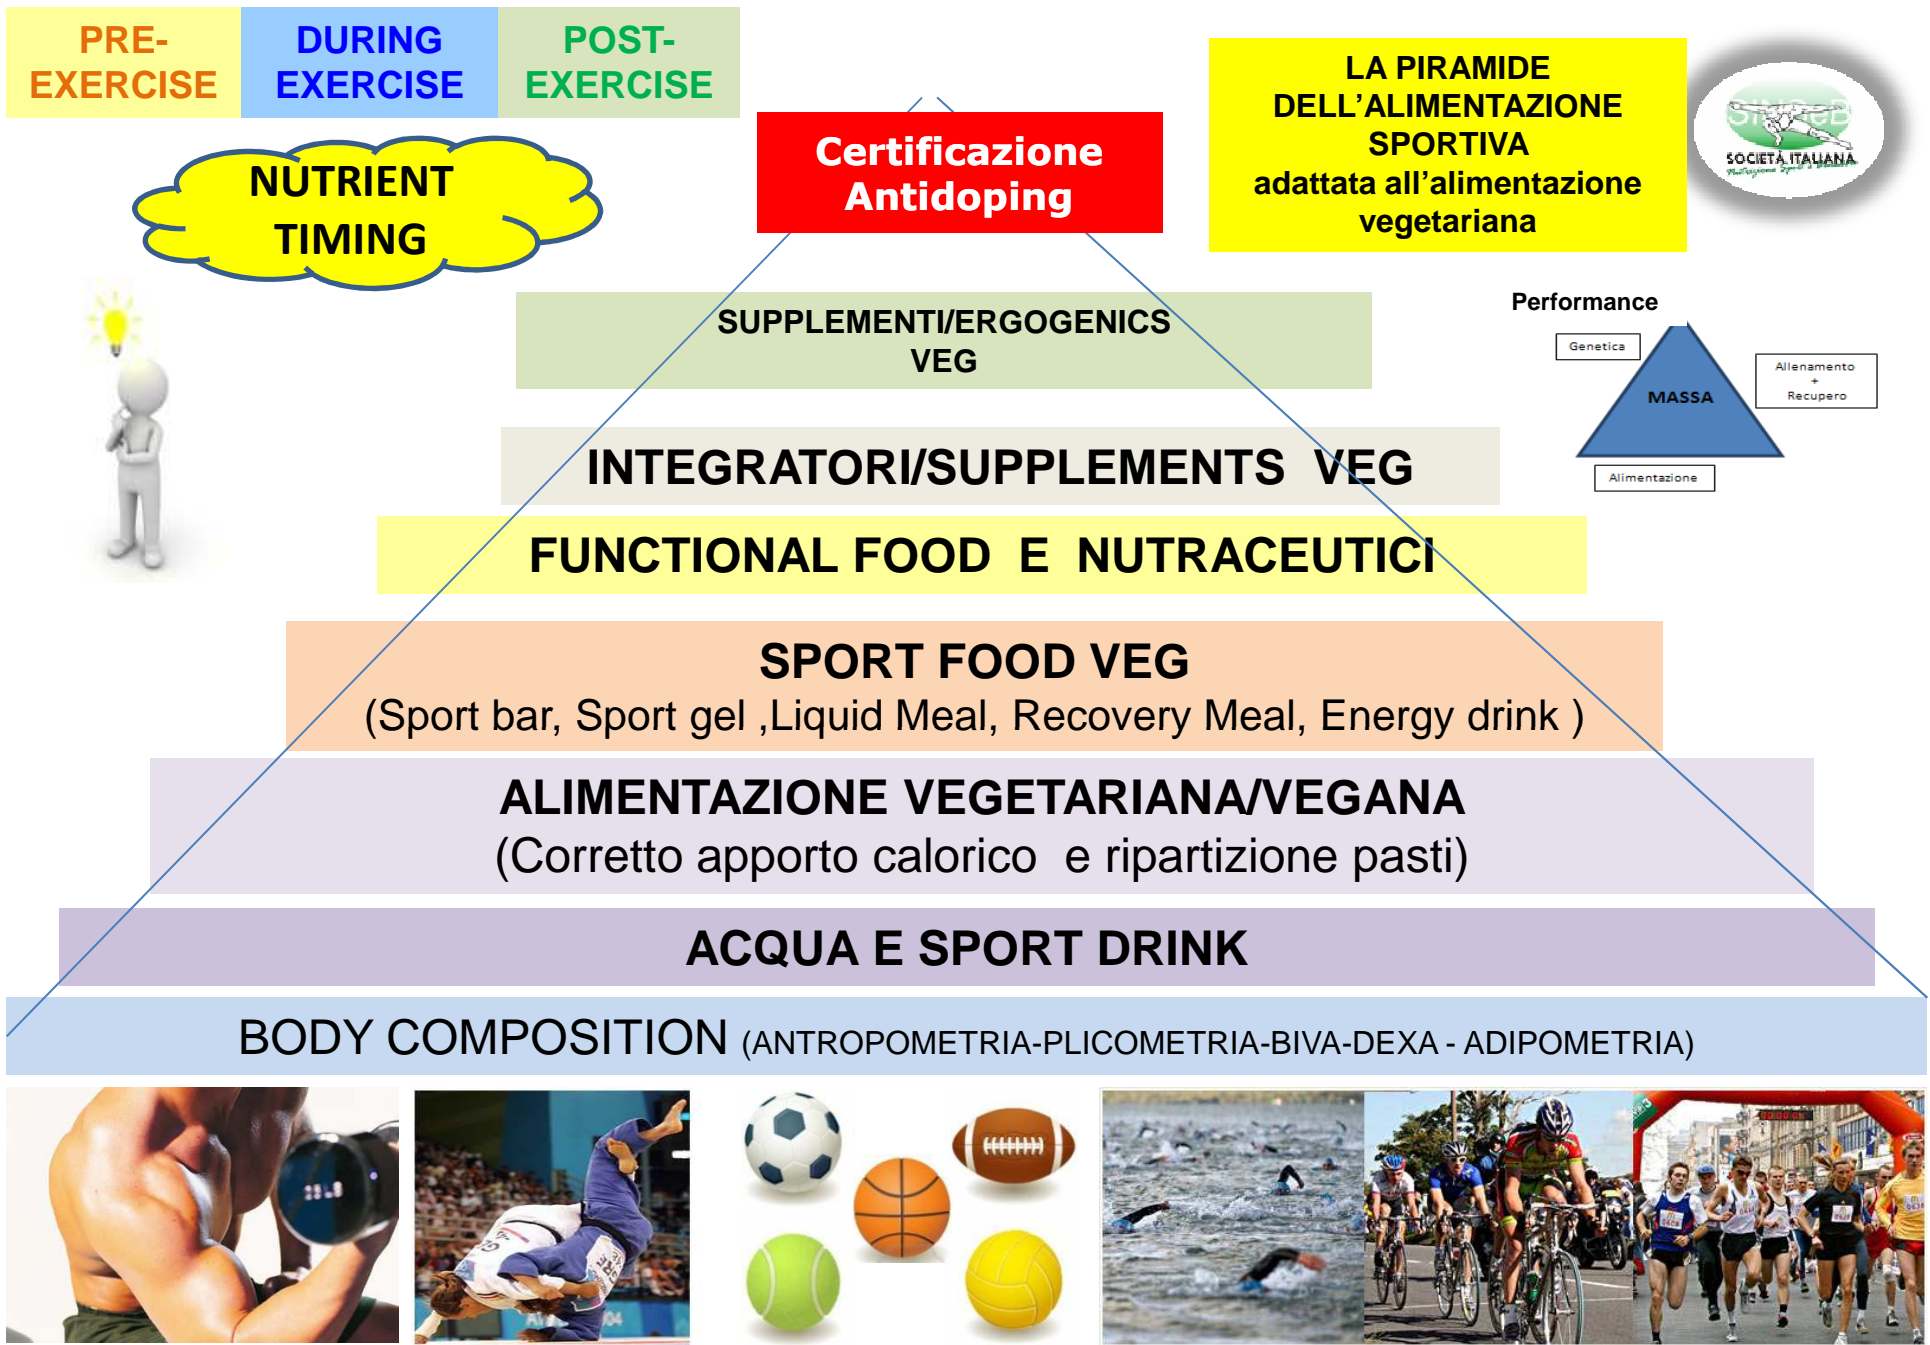 PRE-
EXERCISE
DURING
EXERCISE
POST-
EXERCISE
NUTRIENT
TIMING
Certificazione
Antidoping
LA PIRAMIDE
DELL'ALIMENTAZIONE
SPORTIVA
adattata all'alimentazione
vegetariana
SOCIETÀ ITALIANA
Performance
Genetica
Allenamento
+
Recupero
MASSA
Alimentazione
SUPPLEMENTI/ERGOGENICS
VEG
INTEGRATORI/SUPPLEMENTS VEG
FUNCTIONAL FOOD E NUTRACEUTICI
SPORT FOOD VEG
(Sport bar, Sport gel ,Liquid Meal, Recovery Meal, Energy drink )
ALIMENTAZIONE VEGETARIANA/VEGANA
(Corretto apporto calorico e ripartizione pasti)
ACQUA E SPORT DRINK
BODY COMPOSITION (ANTROPOMETRIA-PLICOMETRIA-BIVA-DEXA - ADIPOMETRIA)